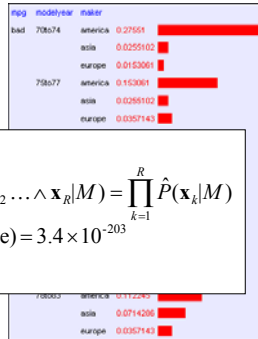 mpg modelyear maker
bad 70to74 america 0.27551
asia 0.0255102
europe 0.0153061
75to77 america 0.153061
asia 0.0255102
europe 0.0357143
₂ … ∧ x_R|M) = ∏_{k=1}^{R} P̂(x_k|M)
e) = 3.4×10⁻²⁰³
america 0.112245
asia 0.0714286
europe 0.0357143